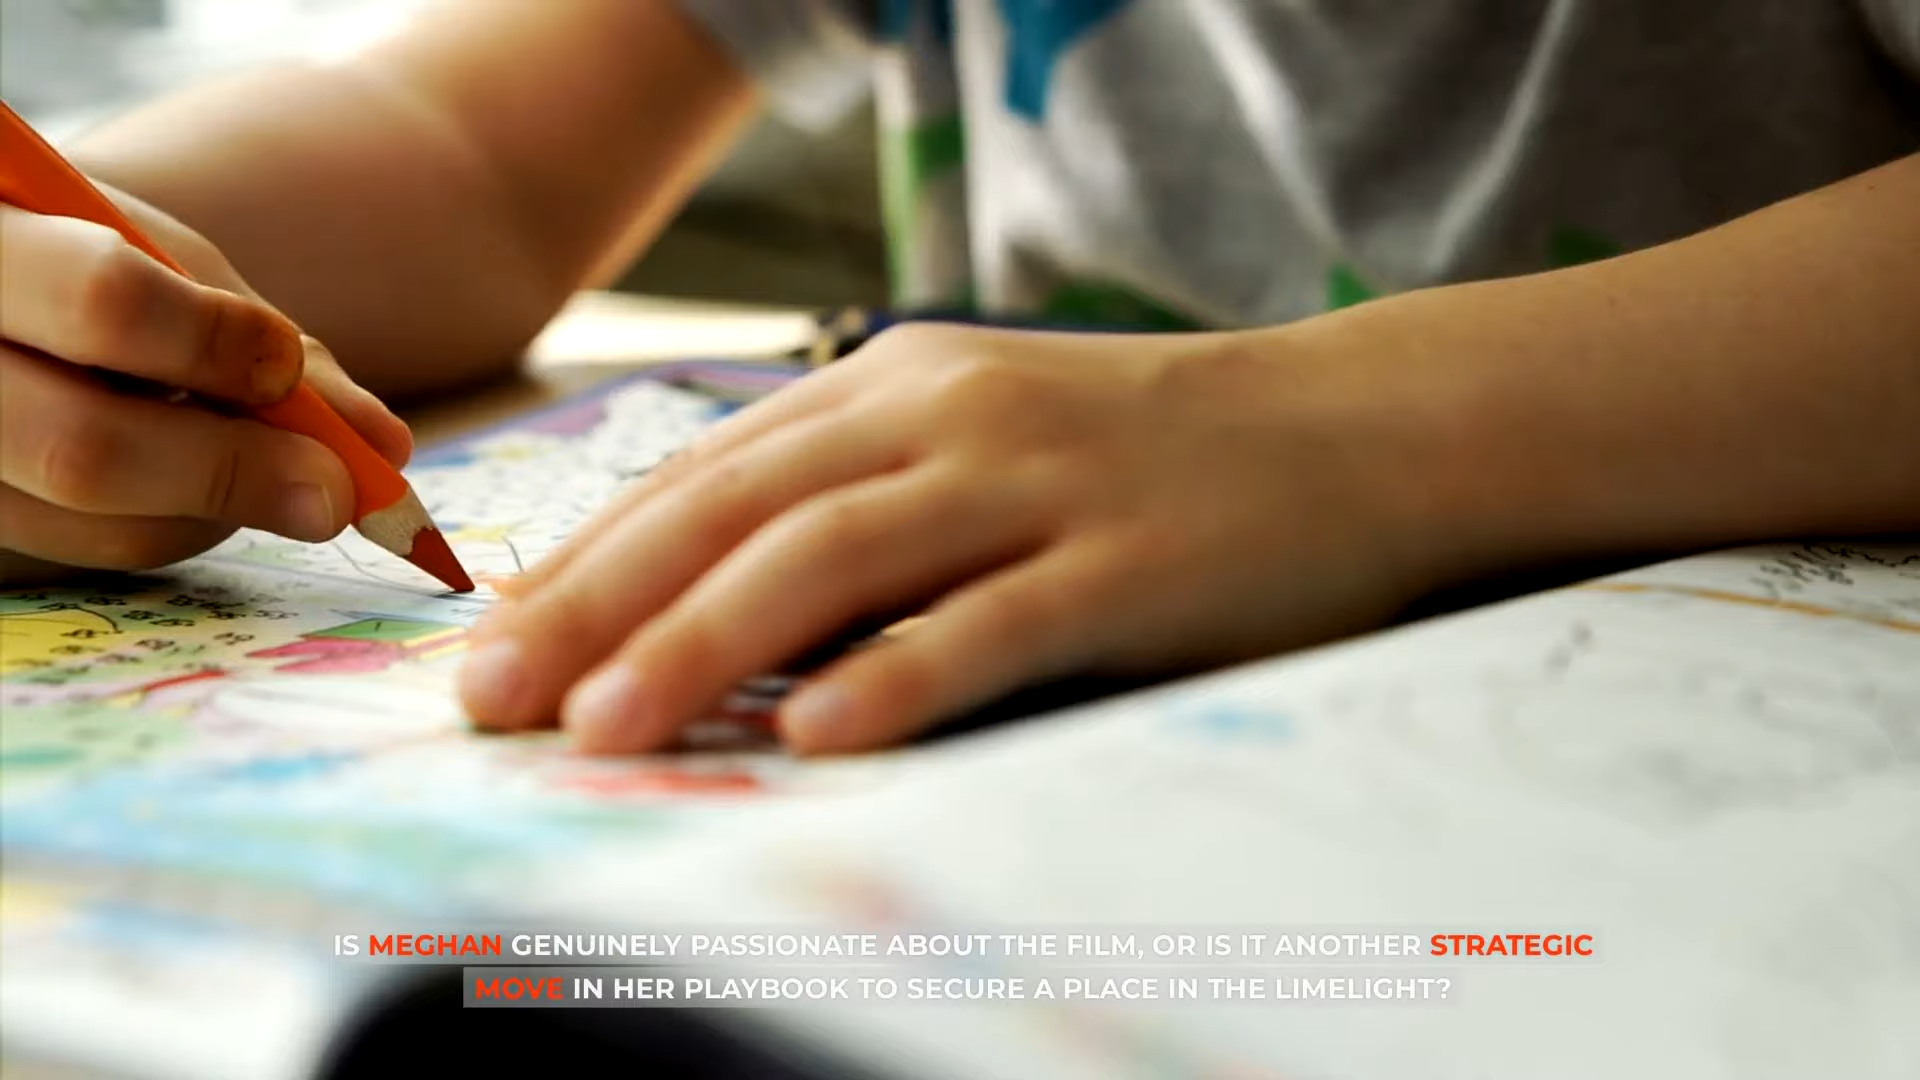 IS MEGHAN GENUINELY PASSIONATE ABOUT THE FILM, OR IS IT ANOTHER STRATEGIC
MOVE IN HER PLAYBOOK TO SECURE A PLACE IN THE LIMELIGHT?